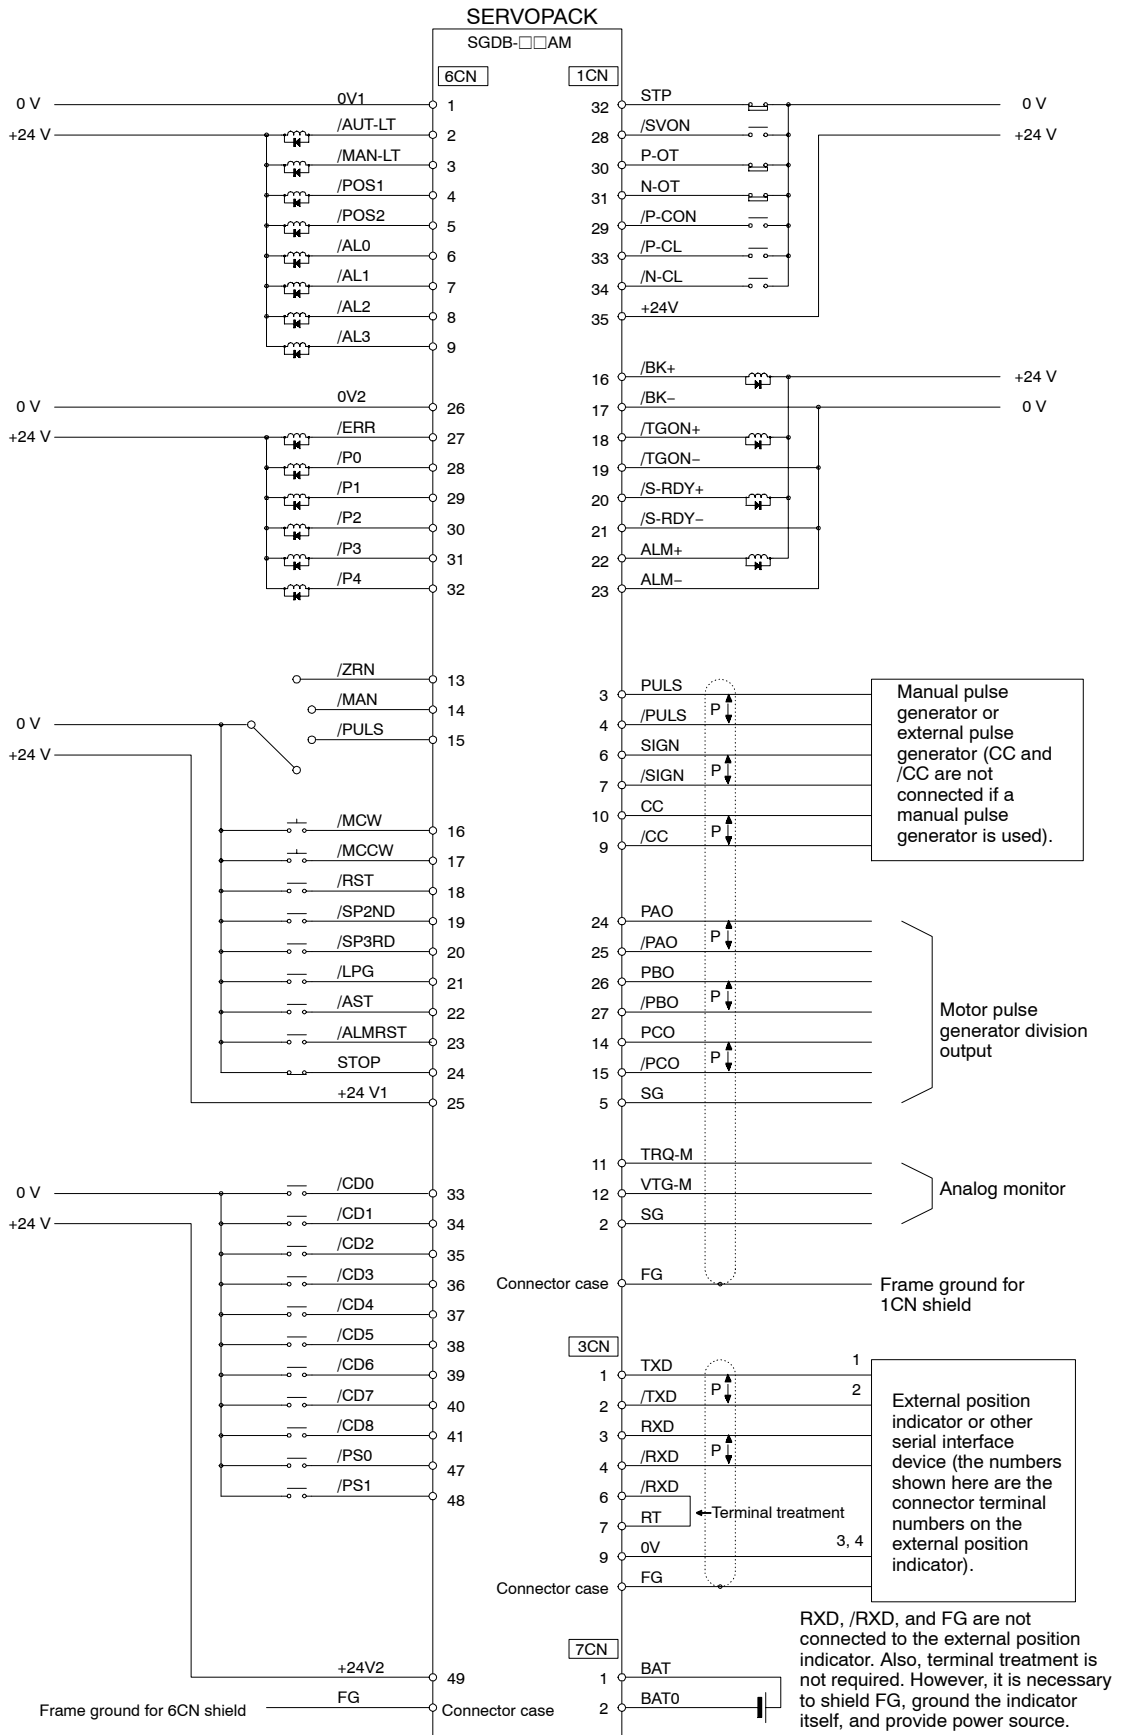 SERVOPACK
SGDB-□□AM
6CN
0 V
0V1
1
+24 V
/AUT-LT
2
/MAN-LT
3
/POS1
4
/POS2
5
/AL0
6
/AL1
7
/AL2
8
/AL3
9
0 V
0V2
26
+24 V
/ERR
27
/P0
28
/P1
29
/P2
30
/P3
31
/P4
32
/ZRN
13
/MAN
14
0 V
/PULS
15
+24 V
/MCW
16
/MCCW
17
/RST
18
/SP2ND
19
/SP3RD
20
/LPG
21
/AST
22
/ALMRST
23
STOP
24
+24 V1
25
0 V
/CD0
33
+24 V
/CD1
34
/CD2
35
/CD3
36
/CD4
37
/CD5
38
/CD6
39
/CD7
40
/CD8
41
/PS0
47
/PS1
48
+24V2
49
Frame ground for 6CN shield
FG
Connector case
1CN
32
STP
0 V
28
/SVON
+24 V
30
P-OT
31
N-OT
29
/P-CON
33
/P-CL
34
/N-CL
35
+24V
16
/BK+
+24 V
17
/BK−
0 V
18
/TGON+
19
/TGON−
20
/S-RDY+
21
/S-RDY−
22
ALM+
23
ALM−
3
PULS
P
4
/PULS
6
SIGN
P
7
/SIGN
10
CC
P
9
/CC
Manual pulse
generator or
external pulse
generator (CC and
/CC are not
connected if a
manual pulse
generator is used).
24
PAO
P
25
/PAO
26
PBO
P
27
/PBO
14
PCO
P
15
/PCO
5
SG
Motor pulse
generator division
output
11
TRQ-M
12
VTG-M
2
SG
Analog monitor
Connector case
FG
Frame ground for
1CN shield
3CN
1
TXD
1
P
2
/TXD
2
3
RXD
P
4
/RXD
6
/RXD
7
RT
Terminal treatment
9
0V
3, 4
Connector case
FG
External position
indicator or other
serial interface
device (the numbers
shown here are the
connector terminal
numbers on the
external position
indicator).
RXD, /RXD, and FG are not
connected to the external position
indicator. Also, terminal treatment is
not required. However, it is necessary
to shield FG, ground the indicator
itself, and provide power source.
7CN
1
BAT
2
BAT0